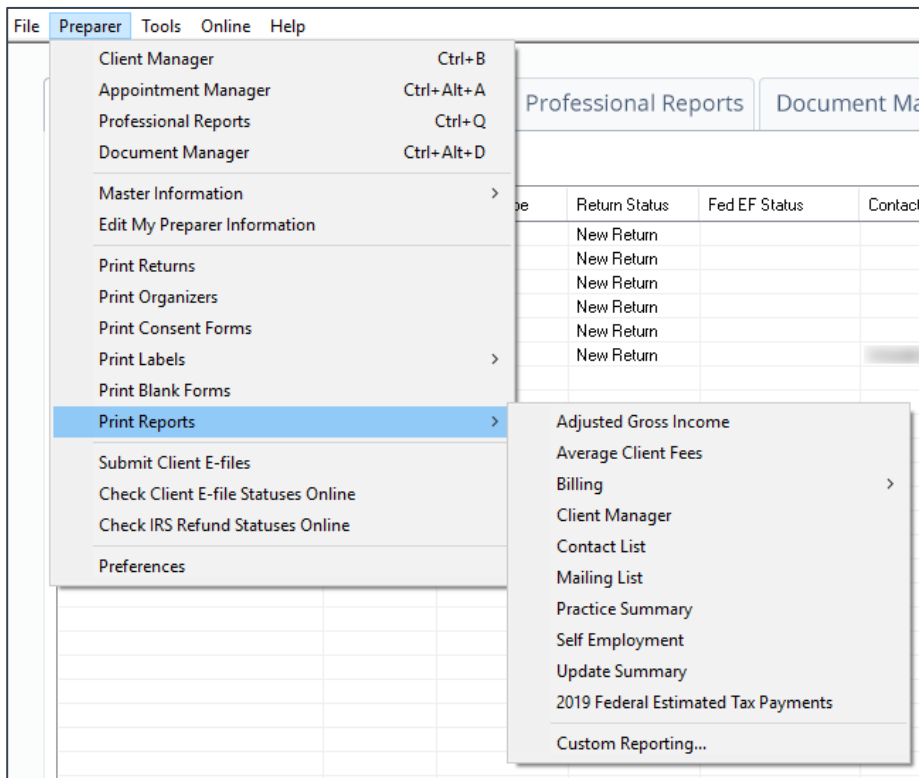 File Preparer Tools Online Help
Client Manager Ctrl+B
Appointment Manager Ctrl+Alt+A
Professional Reports Ctrl+Q
Document Manager Ctrl+Alt+D
Master Information
Edit My Preparer Information
Print Returns
Print Organizers
Print Consent Forms
Print Labels
Print Blank Forms
Print Reports
Submit Client E-files
Check Client E-file Statuses Online
Check IRS Refund Statuses Online
Preferences
Professional Reports Document Ma
pe Return Status Fed EF Status Contact
New Return
New Return
New Return
New Return
New Return
New Return
Adjusted Gross Income
Average Client Fees
Billing
Client Manager
Contact List
Mailing List
Practice Summary
Self Employment
Update Summary
2019 Federal Estimated Tax Payments
Custom Reporting...